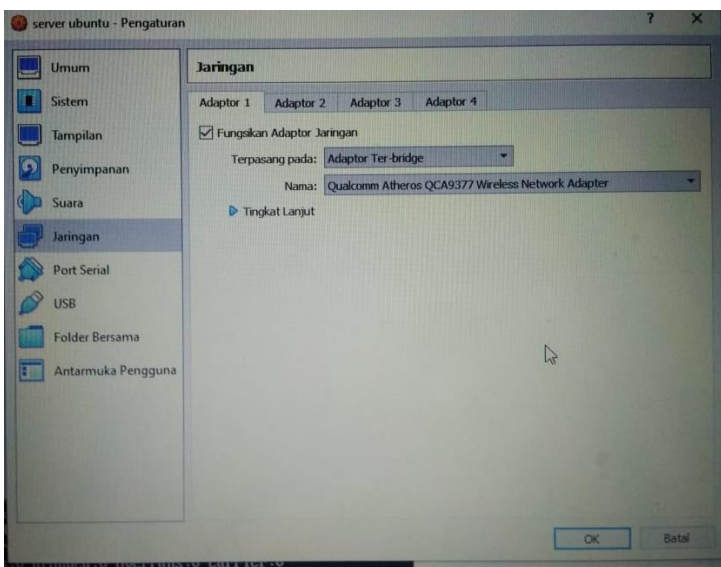 server ubuntu - Pengaturan
?
X
Umum
Sistem
Tampilan
Penyimpanan
Suara
Jaringan
Port Serial
USB
Folder Bersama
Antarmuka Pengguna
Jaringan
Adaptor 1 Adaptor 2 Adaptor 3 Adaptor 4
Fungsikan Adaptor Jaringan
Terpasang pada: Adaptor Ter-bridge
Nama: Qualcomm Atheros QCA9377 Wireless Network Adapter
Tingkat Lanjut
OK Batal